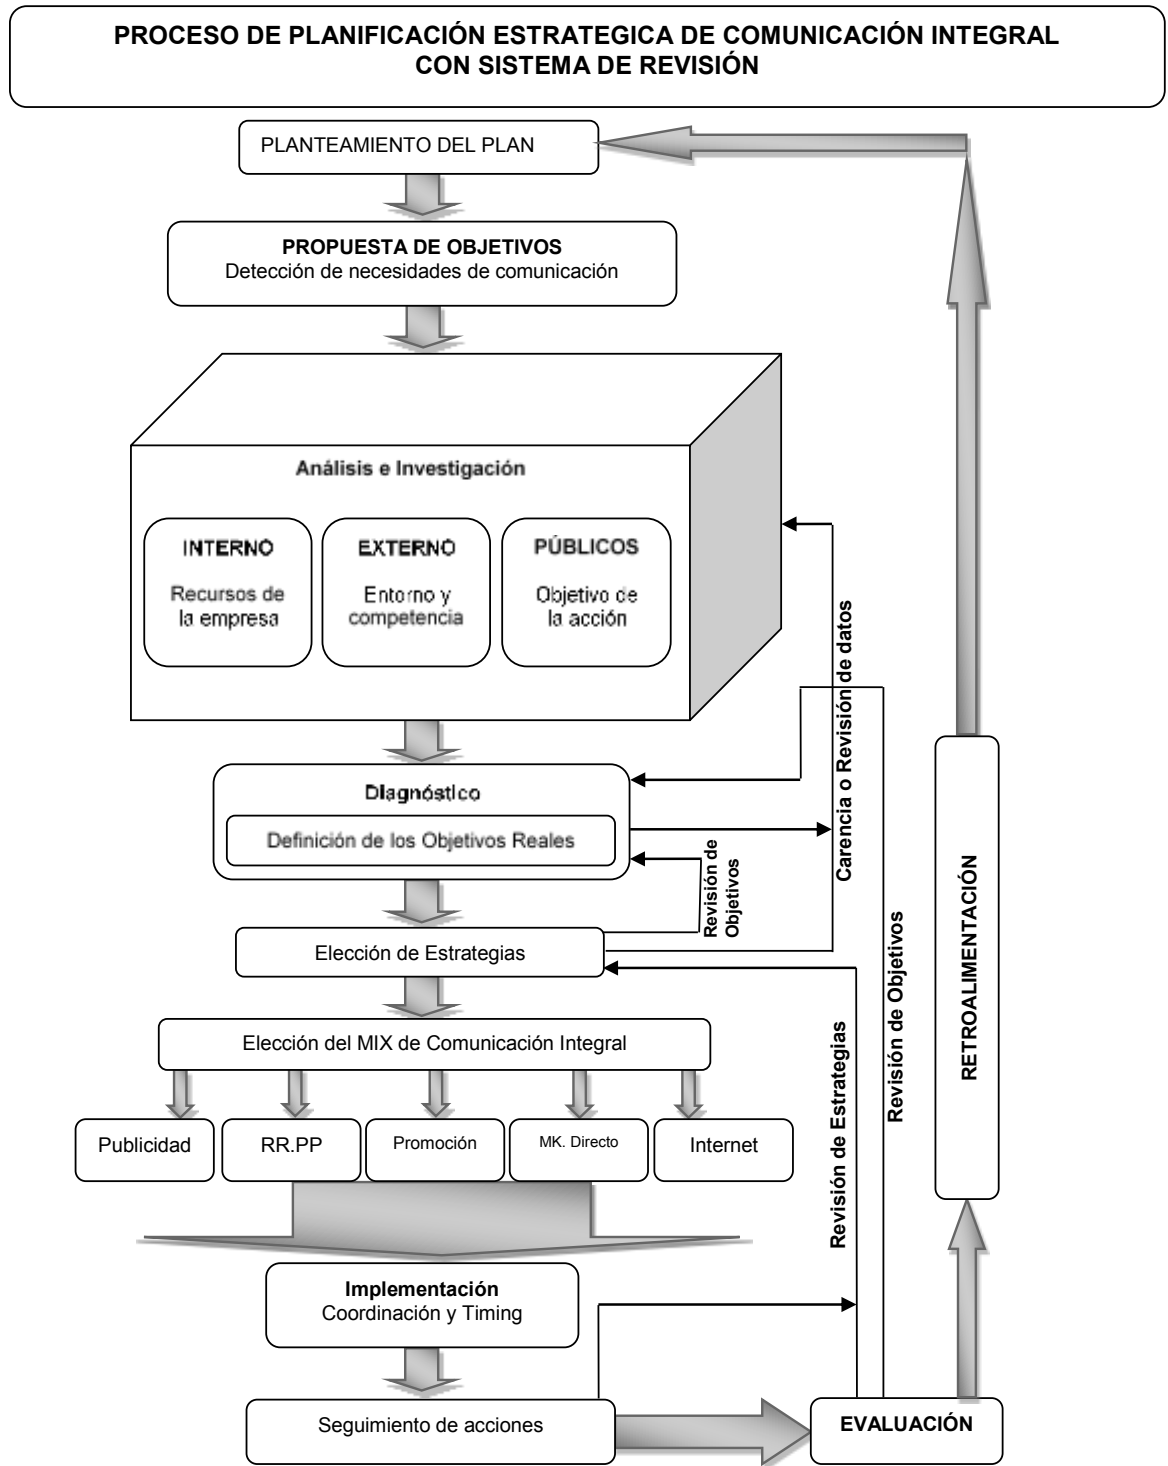 PROCESO DE PLANIFICACIÓN ESTRATEGICA DE COMUNICACIÓN INTEGRAL
CON SISTEMA DE REVISIÓN
PLANTEAMIENTO DEL PLAN
PROPUESTA DE OBJETIVOS
Detección de necesidades de comunicación
Análisis e Investigación
INTERNO
Recursos de
la empresa
EXTERNO
Entorno y
competencia
PÚBLICOS
Objetivo de
la acción
Carencia o Revisión de datos
Diagnóstico
Definición de los Objetivos Reales
Revisión de
Objetivos
Elección de Estrategias
Revisión de Objetivos
RETROALIMENTACIÓN
Elección del MIX de Comunicación Integral
Revisión de Estrategias
Publicidad
RR.PP
Promoción
MK. Directo
Internet
Implementación
Coordinación y Timing
Seguimiento de acciones
EVALUACIÓN